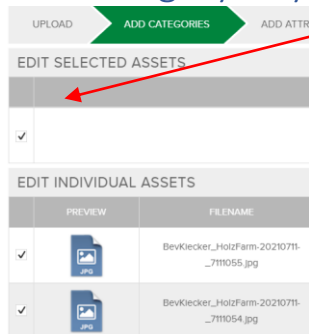 UPLOAD ADD CATEGORIES ADD ATTR
EDIT SELECTED ASSETS
EDIT INDIVIDUAL ASSETS
PREVIEW FILENAME
JPG
BevKlecker_HolzFarm-20210711-
_7111055.jpg
JPG
BevKlecker_HolzFarm-20210711-
_7111054.jpg